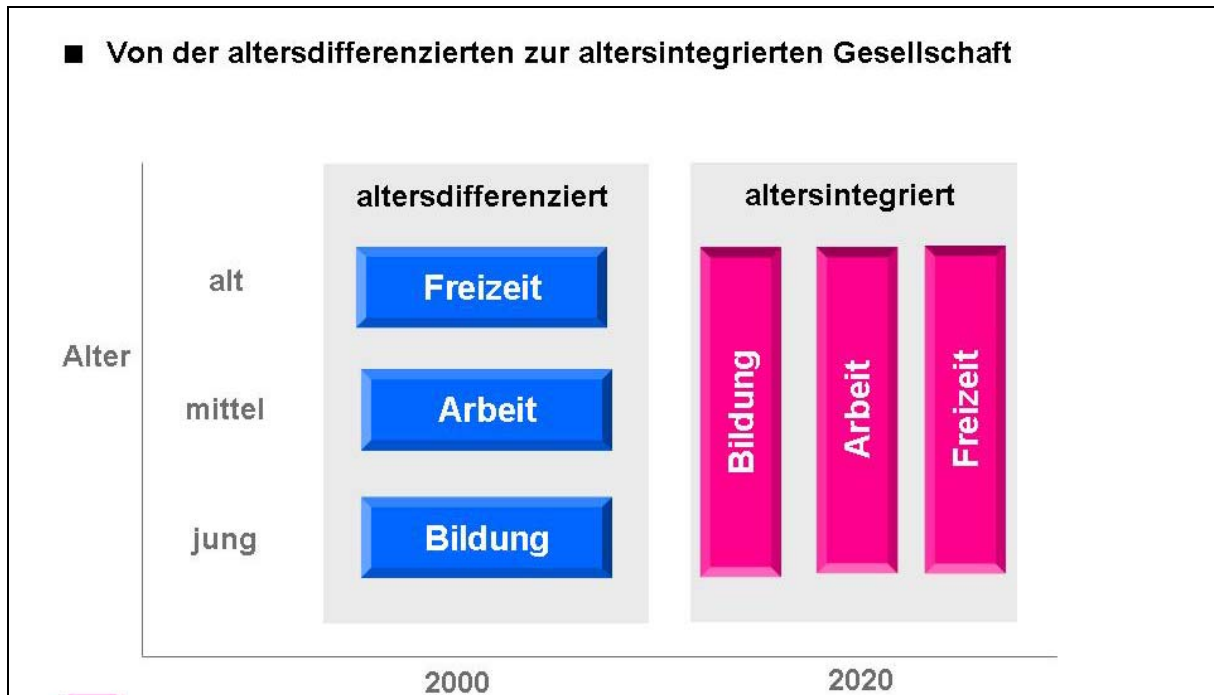 ■ Von der altersdifferenzierten zur altersintegrierten Gesellschaft
altersdifferenziert
altersintegriert
Alter
alt
mittel
jung
Freizeit
Arbeit
Bildung
Bildung
Arbeit
Freizeit
2000
2020